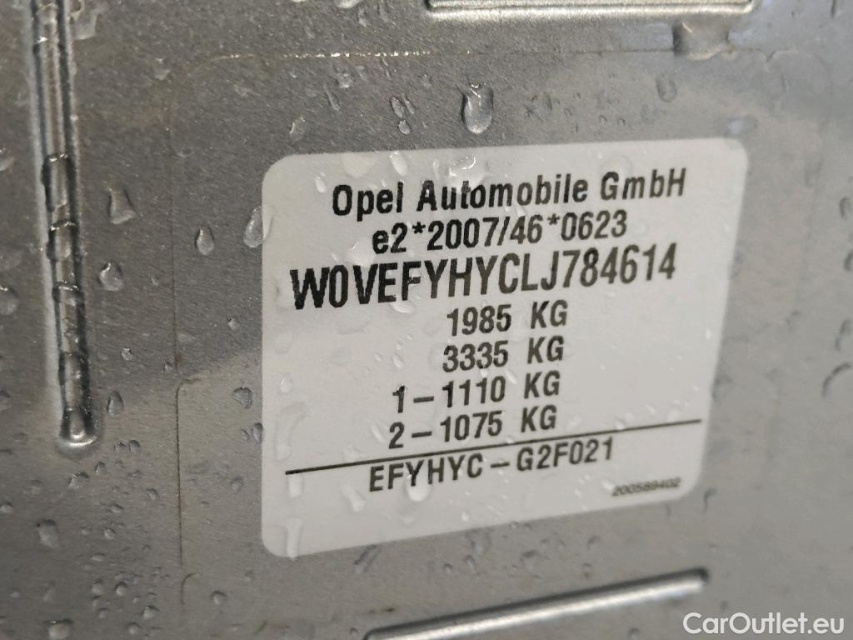 Opel Automobile GmbH
e2*2007/46*0623
W0VEFYHYCLJ784614
1985 KG
3335 KG
1-1110 KG
2-1075 KG
EFYHYC-G2F021
200589402
CarOutlet.eu